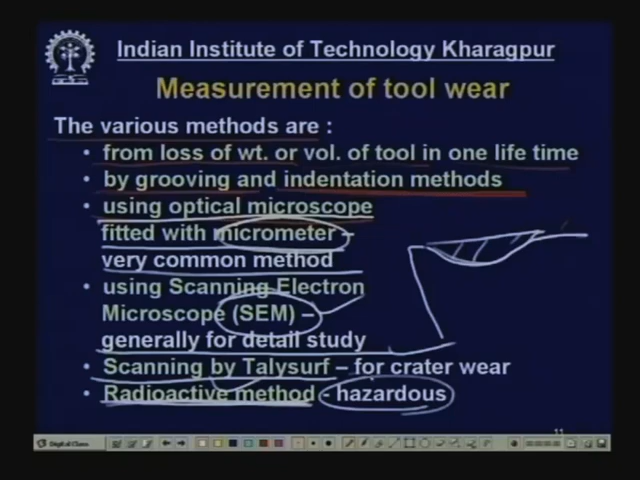 Indian Institute of Technology Kharagpur
Measurement of tool wear
The various methods are :
• from loss of wt. or vol. of tool in one life time
• by grooving and indentation methods
• using optical microscope
fitted with micrometer –
very common method
• using Scanning Electron
Microscope (SEM) –
generally for detail study
• Scanning by Talysurf – for crater wear
• Radioactive method - hazardous
11
Digital Class